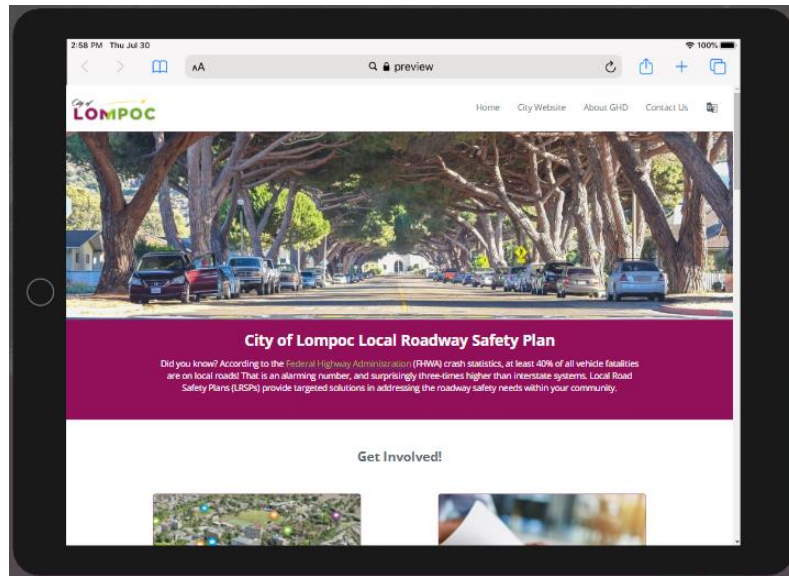 2:58 PM Thu Jul 30
100%
AA
preview
City of
LOMPOC
Home City Website About GHD Contact Us
City of Lompoc Local Roadway Safety Plan
Did you know? According to the Federal Highway Administration (FHWA) crash statistics, at least 40% of all vehicle fatalities
are on local roads! That is an alarming number, and surprisingly three-times higher than interstate systems. Local Road
Safety Plans (LRSPs) provide targeted solutions in addressing the roadway safety needs within your community.
Get Involved!